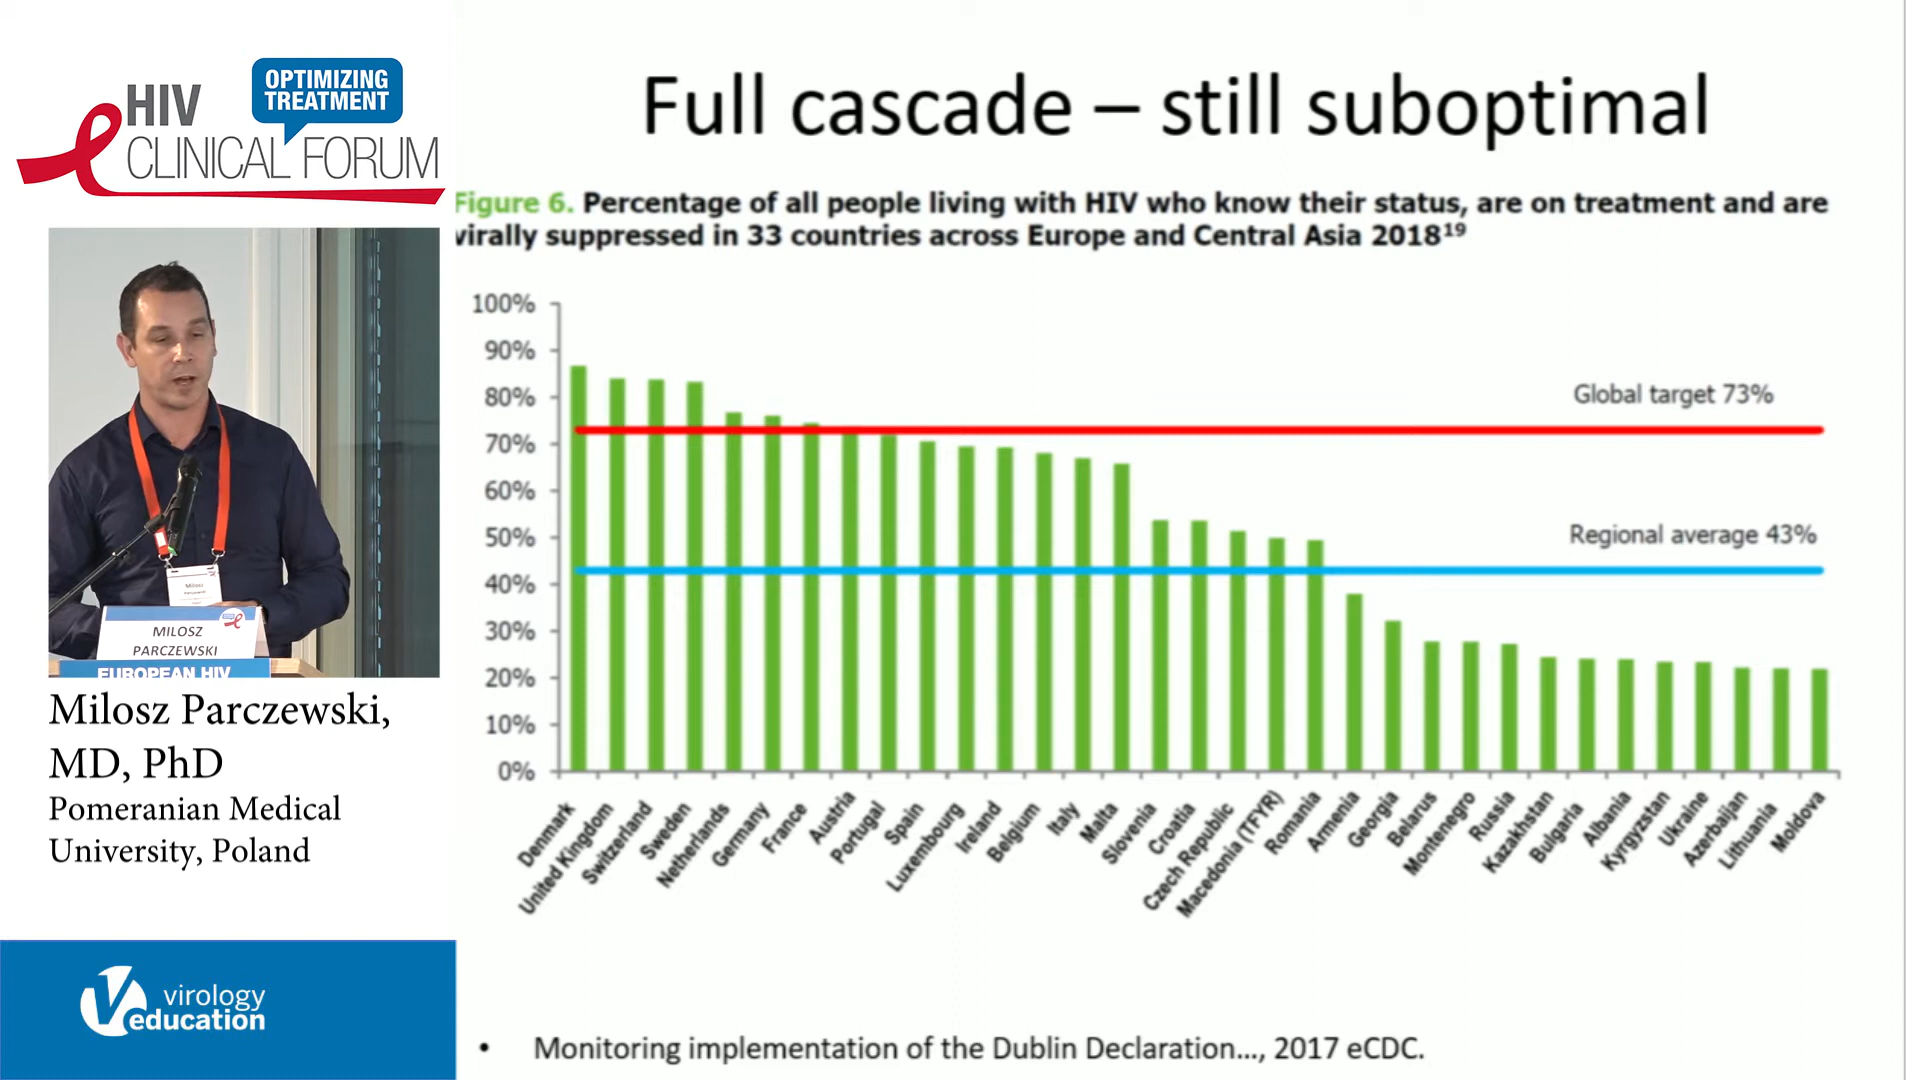 HIV
OPTIMIZING
TREATMENT
CLINICAL FORUM
MILOSZ
PARCZEWSKI
EUROPEAN HIV
Milosz Parczewski,
MD, PhD
Pomeranian Medical
University, Poland
virology
education
Full cascade – still suboptimal
Figure 6. Percentage of all people living with HIV who know their status, are on treatment and are
virally suppressed in 33 countries across Europe and Central Asia 2018¹⁹
100%
90%
80%
70%
60%
50%
40%
30%
20%
10%
0%
Global target 73%
Regional average 43%
Denmark
United Kingdom
Switzerland
Sweden
Netherlands
Germany
France
Austria
Portugal
Spain
Luxembourg
Ireland
Belgium
Italy
Malta
Slovenia
Croatia
Czech Republic
Macedonia (TFYR)
Romania
Armenia
Georgia
Belarus
Montenegro
Russia
Kazakhstan
Bulgaria
Albania
Kyrgyzstan
Ukraine
Azerbaijan
Lithuania
Moldova
• Monitoring implementation of the Dublin Declaration..., 2017 eCDC.